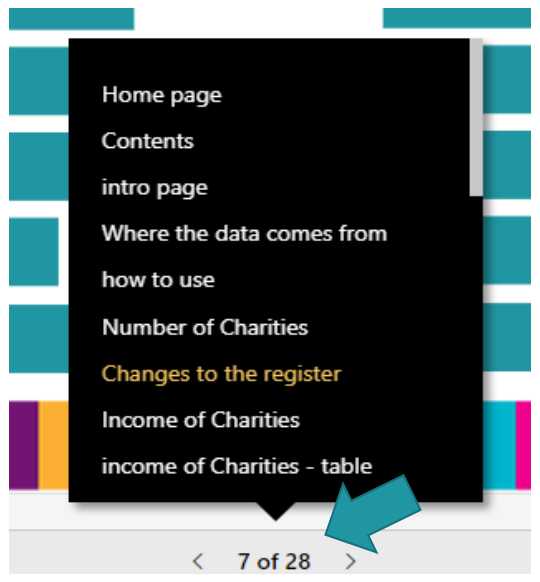 Home page
Contents
intro page
Where the data comes from
how to use
Number of Charities
Changes to the register
Income of Charities
income of Charities - table
< 7 of 28 >